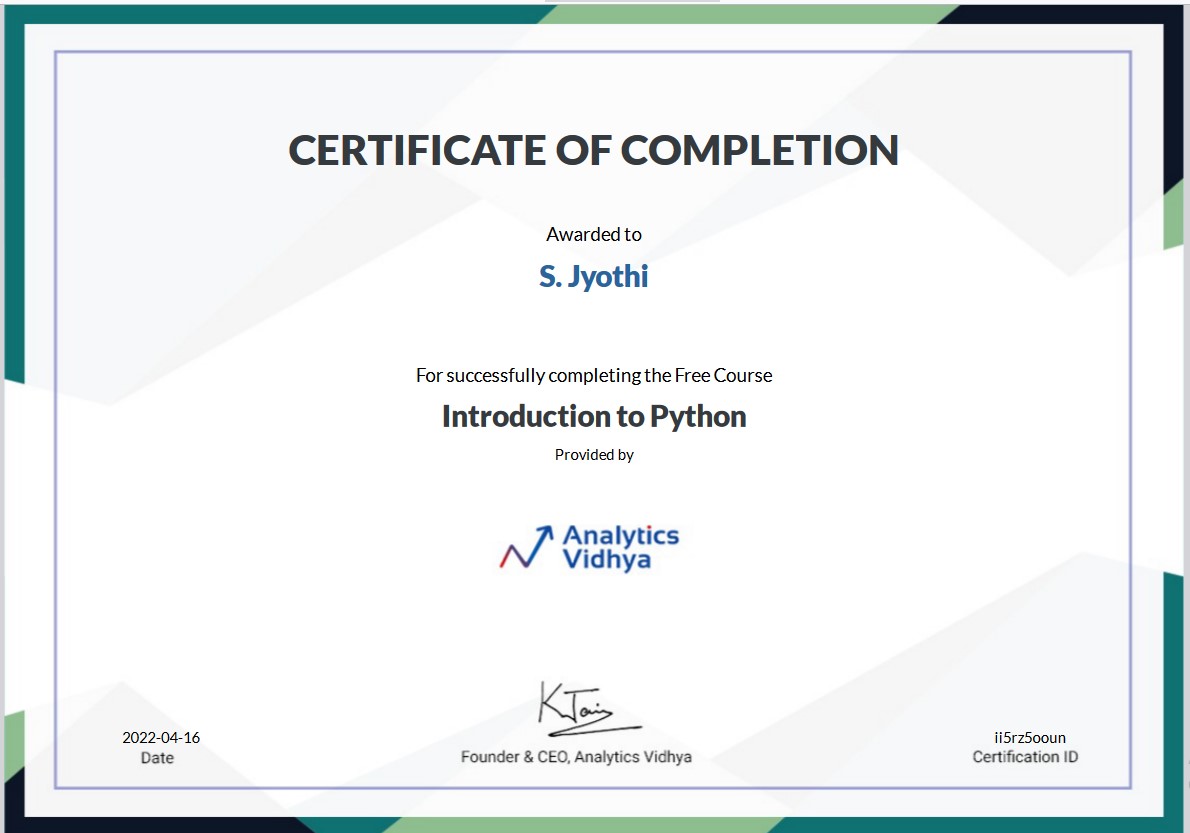 CERTIFICATE OF COMPLETION
Awarded to
S. Jyothi
For successfully completing the Free Course
Introduction to Python
Provided by
Analytics
Vidhya
K Jain
2022-04-16
Date
Founder & CEO, Analytics Vidhya
ii5rz5ooun
Certification ID